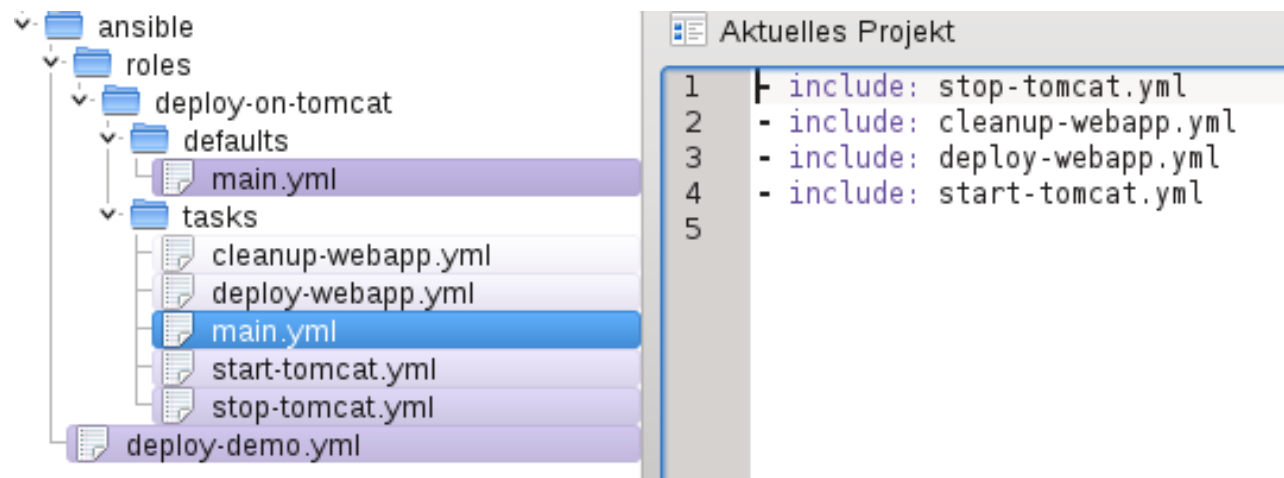 ansible
roles
deploy-on-tomcat
defaults
main.yml
tasks
cleanup-webapp.yml
deploy-webapp.yml
main.yml
start-tomcat.yml
stop-tomcat.yml
deploy-demo.yml
Aktuelles Projekt
1 - include: stop-tomcat.yml
2 - include: cleanup-webapp.yml
3 - include: deploy-webapp.yml
4 - include: start-tomcat.yml
5